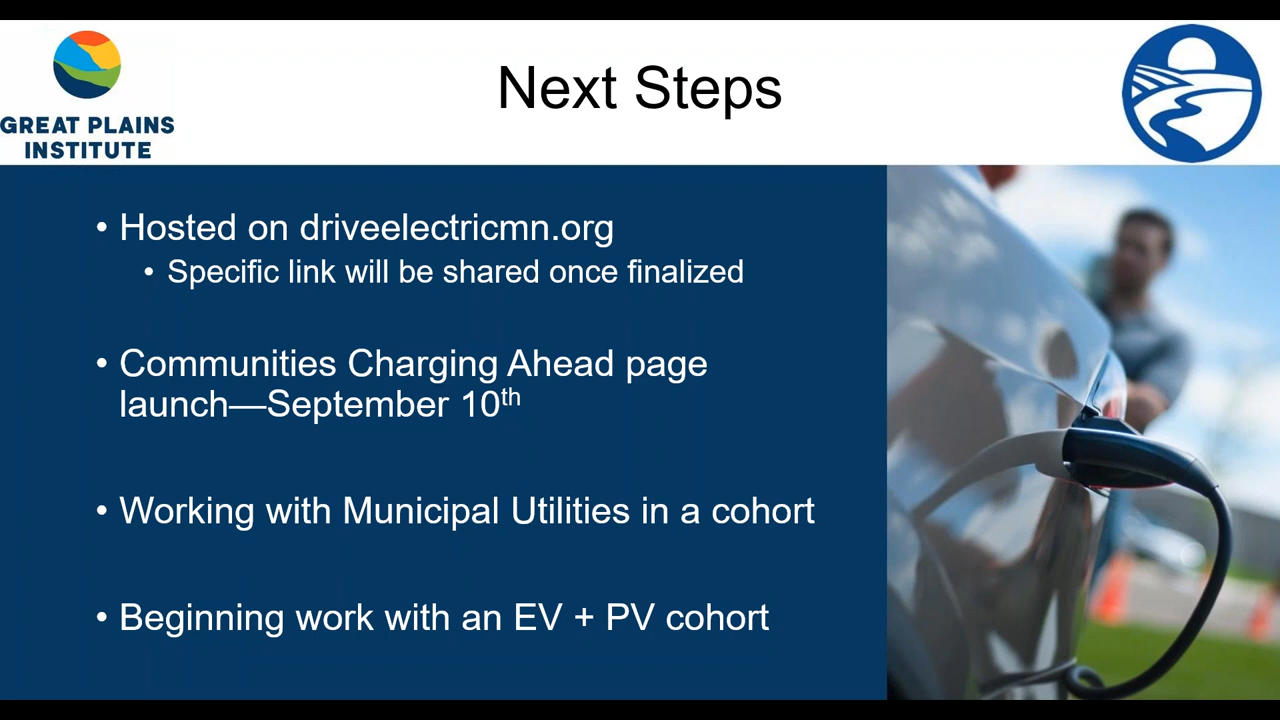 GREAT PLAINS
INSTITUTE
Next Steps
• Hosted on driveelectricmn.org
• Specific link will be shared once finalized
• Communities Charging Ahead page
launch—September 10th
• Working with Municipal Utilities in a cohort
• Beginning work with an EV + PV cohort